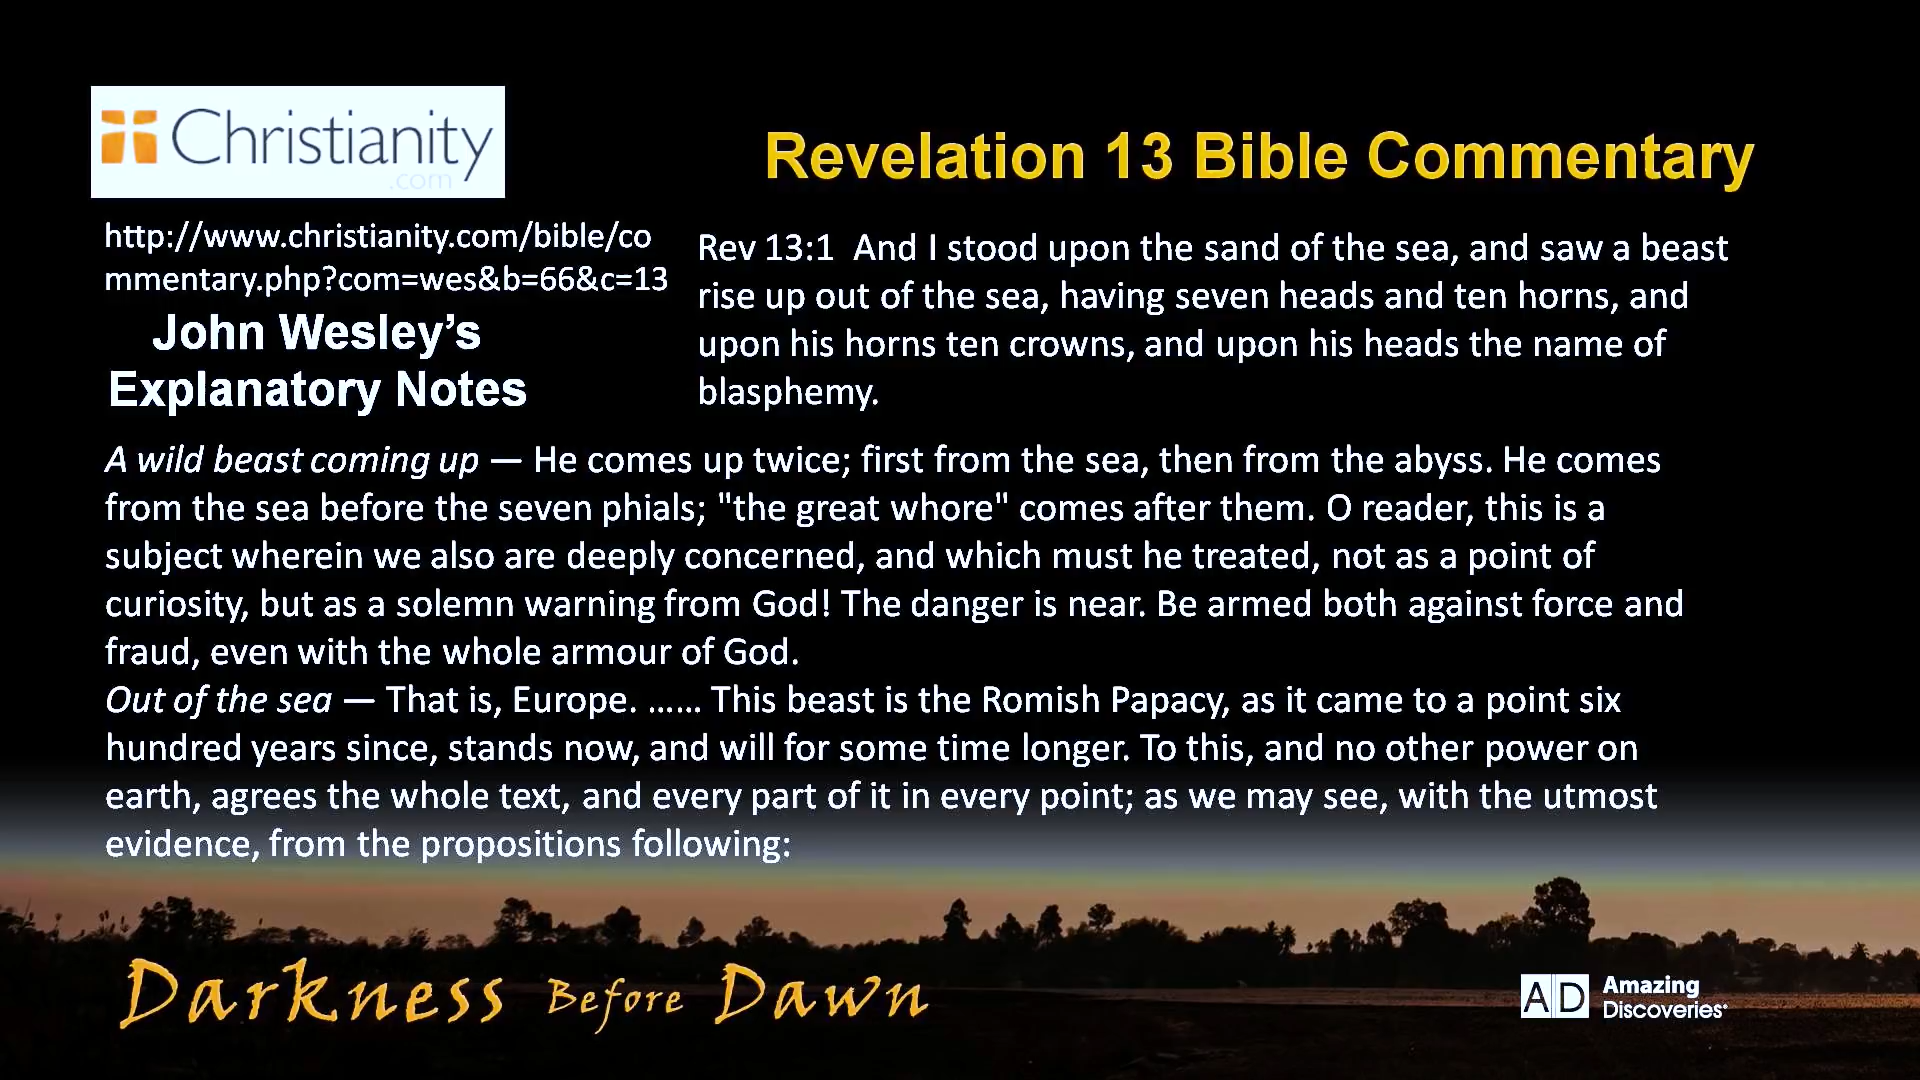 Christianity
.com
Revelation 13 Bible Commentary
http://www.christianity.com/bible/co
mmentary.php?com=wes&b=66&c=13
John Wesley’s
Explanatory Notes
Rev 13:1  And I stood upon the sand of the sea, and saw a beast
rise up out of the sea, having seven heads and ten horns, and
upon his horns ten crowns, and upon his heads the name of
blasphemy.
A wild beast coming up — He comes up twice; first from the sea, then from the abyss. He comes
from the sea before the seven phials; "the great whore" comes after them. O reader, this is a
subject wherein we also are deeply concerned, and which must he treated, not as a point of
curiosity, but as a solemn warning from God! The danger is near. Be armed both against force and
fraud, even with the whole armour of God.
Out of the sea — That is, Europe. …… This beast is the Romish Papacy, as it came to a point six
hundred years since, stands now, and will for some time longer. To this, and no other power on
earth, agrees the whole text, and every part of it in every point; as we may see, with the utmost
evidence, from the propositions following:
Darkness Before Dawn
AD Amazing
Discoveries